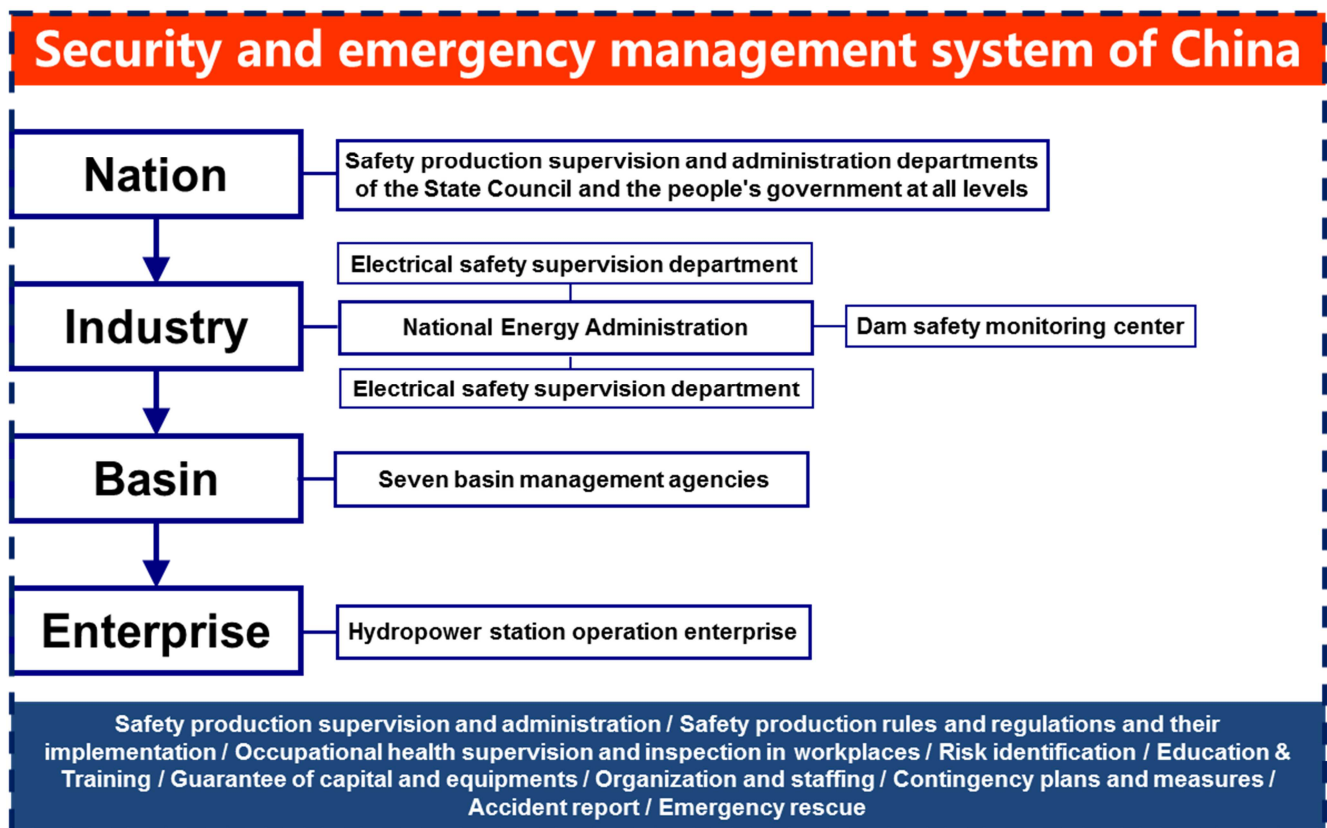 Security and emergency management system of China
Nation
Safety production supervision and administration departments
of the State Council and the people's government at all levels
Electrical safety supervision department
Industry
National Energy Administration
Dam safety monitoring center
Electrical safety supervision department
Basin
Seven basin management agencies
Enterprise
Hydropower station operation enterprise
Safety production supervision and administration / Safety production rules and regulations and their
implementation / Occupational health supervision and inspection in workplaces / Risk identification / Education &
Training / Guarantee of capital and equipments / Organization and staffing / Contingency plans and measures /
Accident report / Emergency rescue